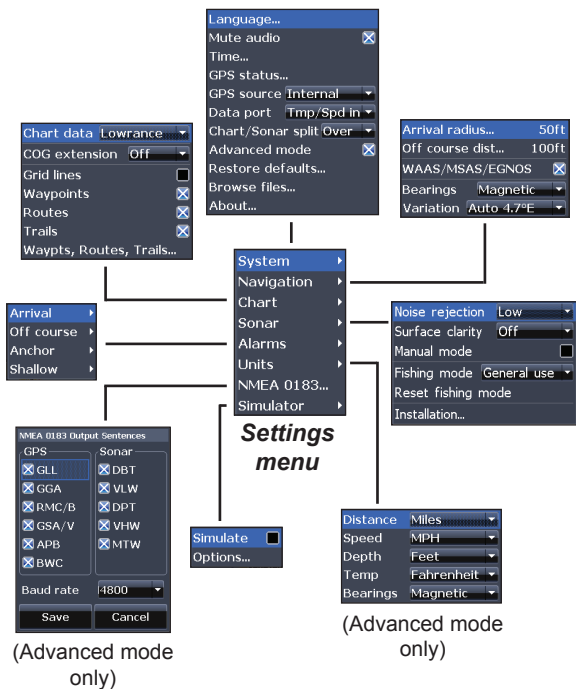 Language...
Mute audio
Time...
GPS status...
GPS source Internal
Data port Tmp/Spd in
Chart/Sonar split Over
Advanced mode
Restore defaults...
Browse files...
About...
Chart data Lowrance
COG extension Off
Grid lines
Waypoints
Routes
Trails
Waypts, Routes, Trails...
Arrival radius... 50ft
Off course dist... 100ft
WAAS/MSAS/EGNOS
Bearings Magnetic
Variation Auto 4.7°E
System
Navigation
Chart
Sonar
Alarms
Units
NMEA 0183...
Simulator
Settings
menu
Arrival
Off course
Anchor
Shallow
Noise rejection Low
Surface clarity Off
Manual mode
Fishing mode General use
Reset fishing mode
Installation...
NMEA 0183 Output Sentences
GPS Sonar
GLL DBT
GGA VLW
RMC/B DPT
GSA/V VHW
APB MTW
BWC
Baud rate 4800
Save Cancel
(Advanced mode
only)
Simulate
Options...
Distance Miles
Speed MPH
Depth Feet
Temp Fahrenheit
Bearings Magnetic
(Advanced mode
only)